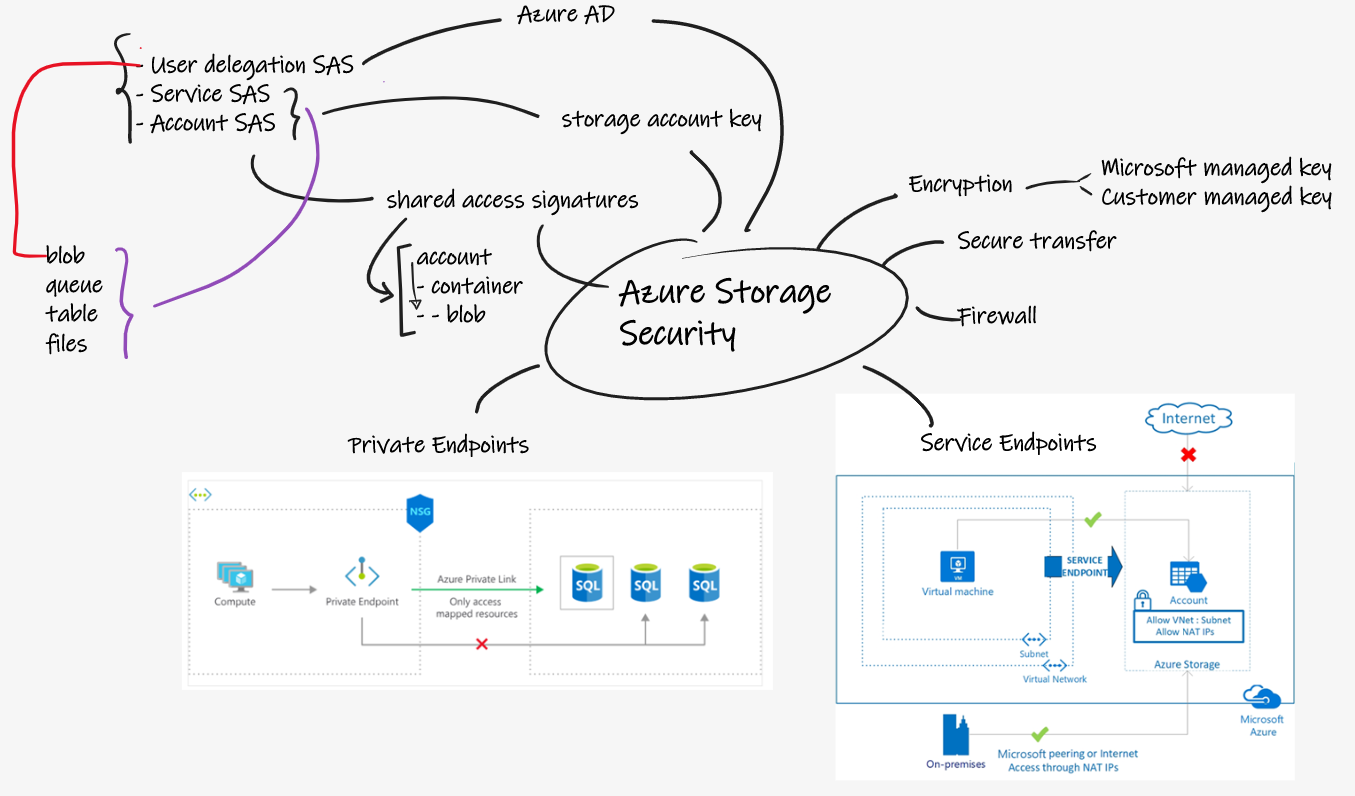 Azure AD
- User delegation SAS
- Service SAS
- Account SAS
storage account key
shared access signatures
account
- container
- - blob
blob
queue
table
files
Azure Storage
Security
Encryption
Microsoft managed key
Customer managed key
Secure transfer
Firewall
Private Endpoints
NSG
Compute
Private Endpoint
Azure Private Link
Only access
mapped resources
SQL
SQL
SQL
Service Endpoints
Internet
VM
Virtual machine
SERVICE
ENDPOINT
Account
Allow VNet : Subnet
Allow NAT IPs
Subnet
Virtual Network
Azure Storage
Microsoft
Azure
On-premises
Microsoft peering or Internet
Access through NAT IPs